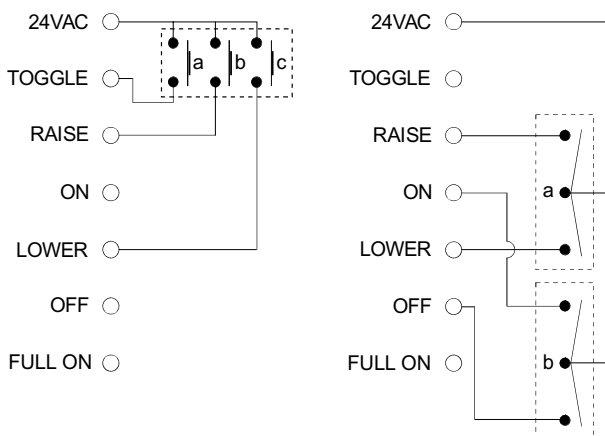 24VAC
a b c
TOGGLE
RAISE
ON
LOWER
OFF
FULL ON
24VAC
TOGGLE
RAISE
ON a
LOWER
OFF
FULL ON b